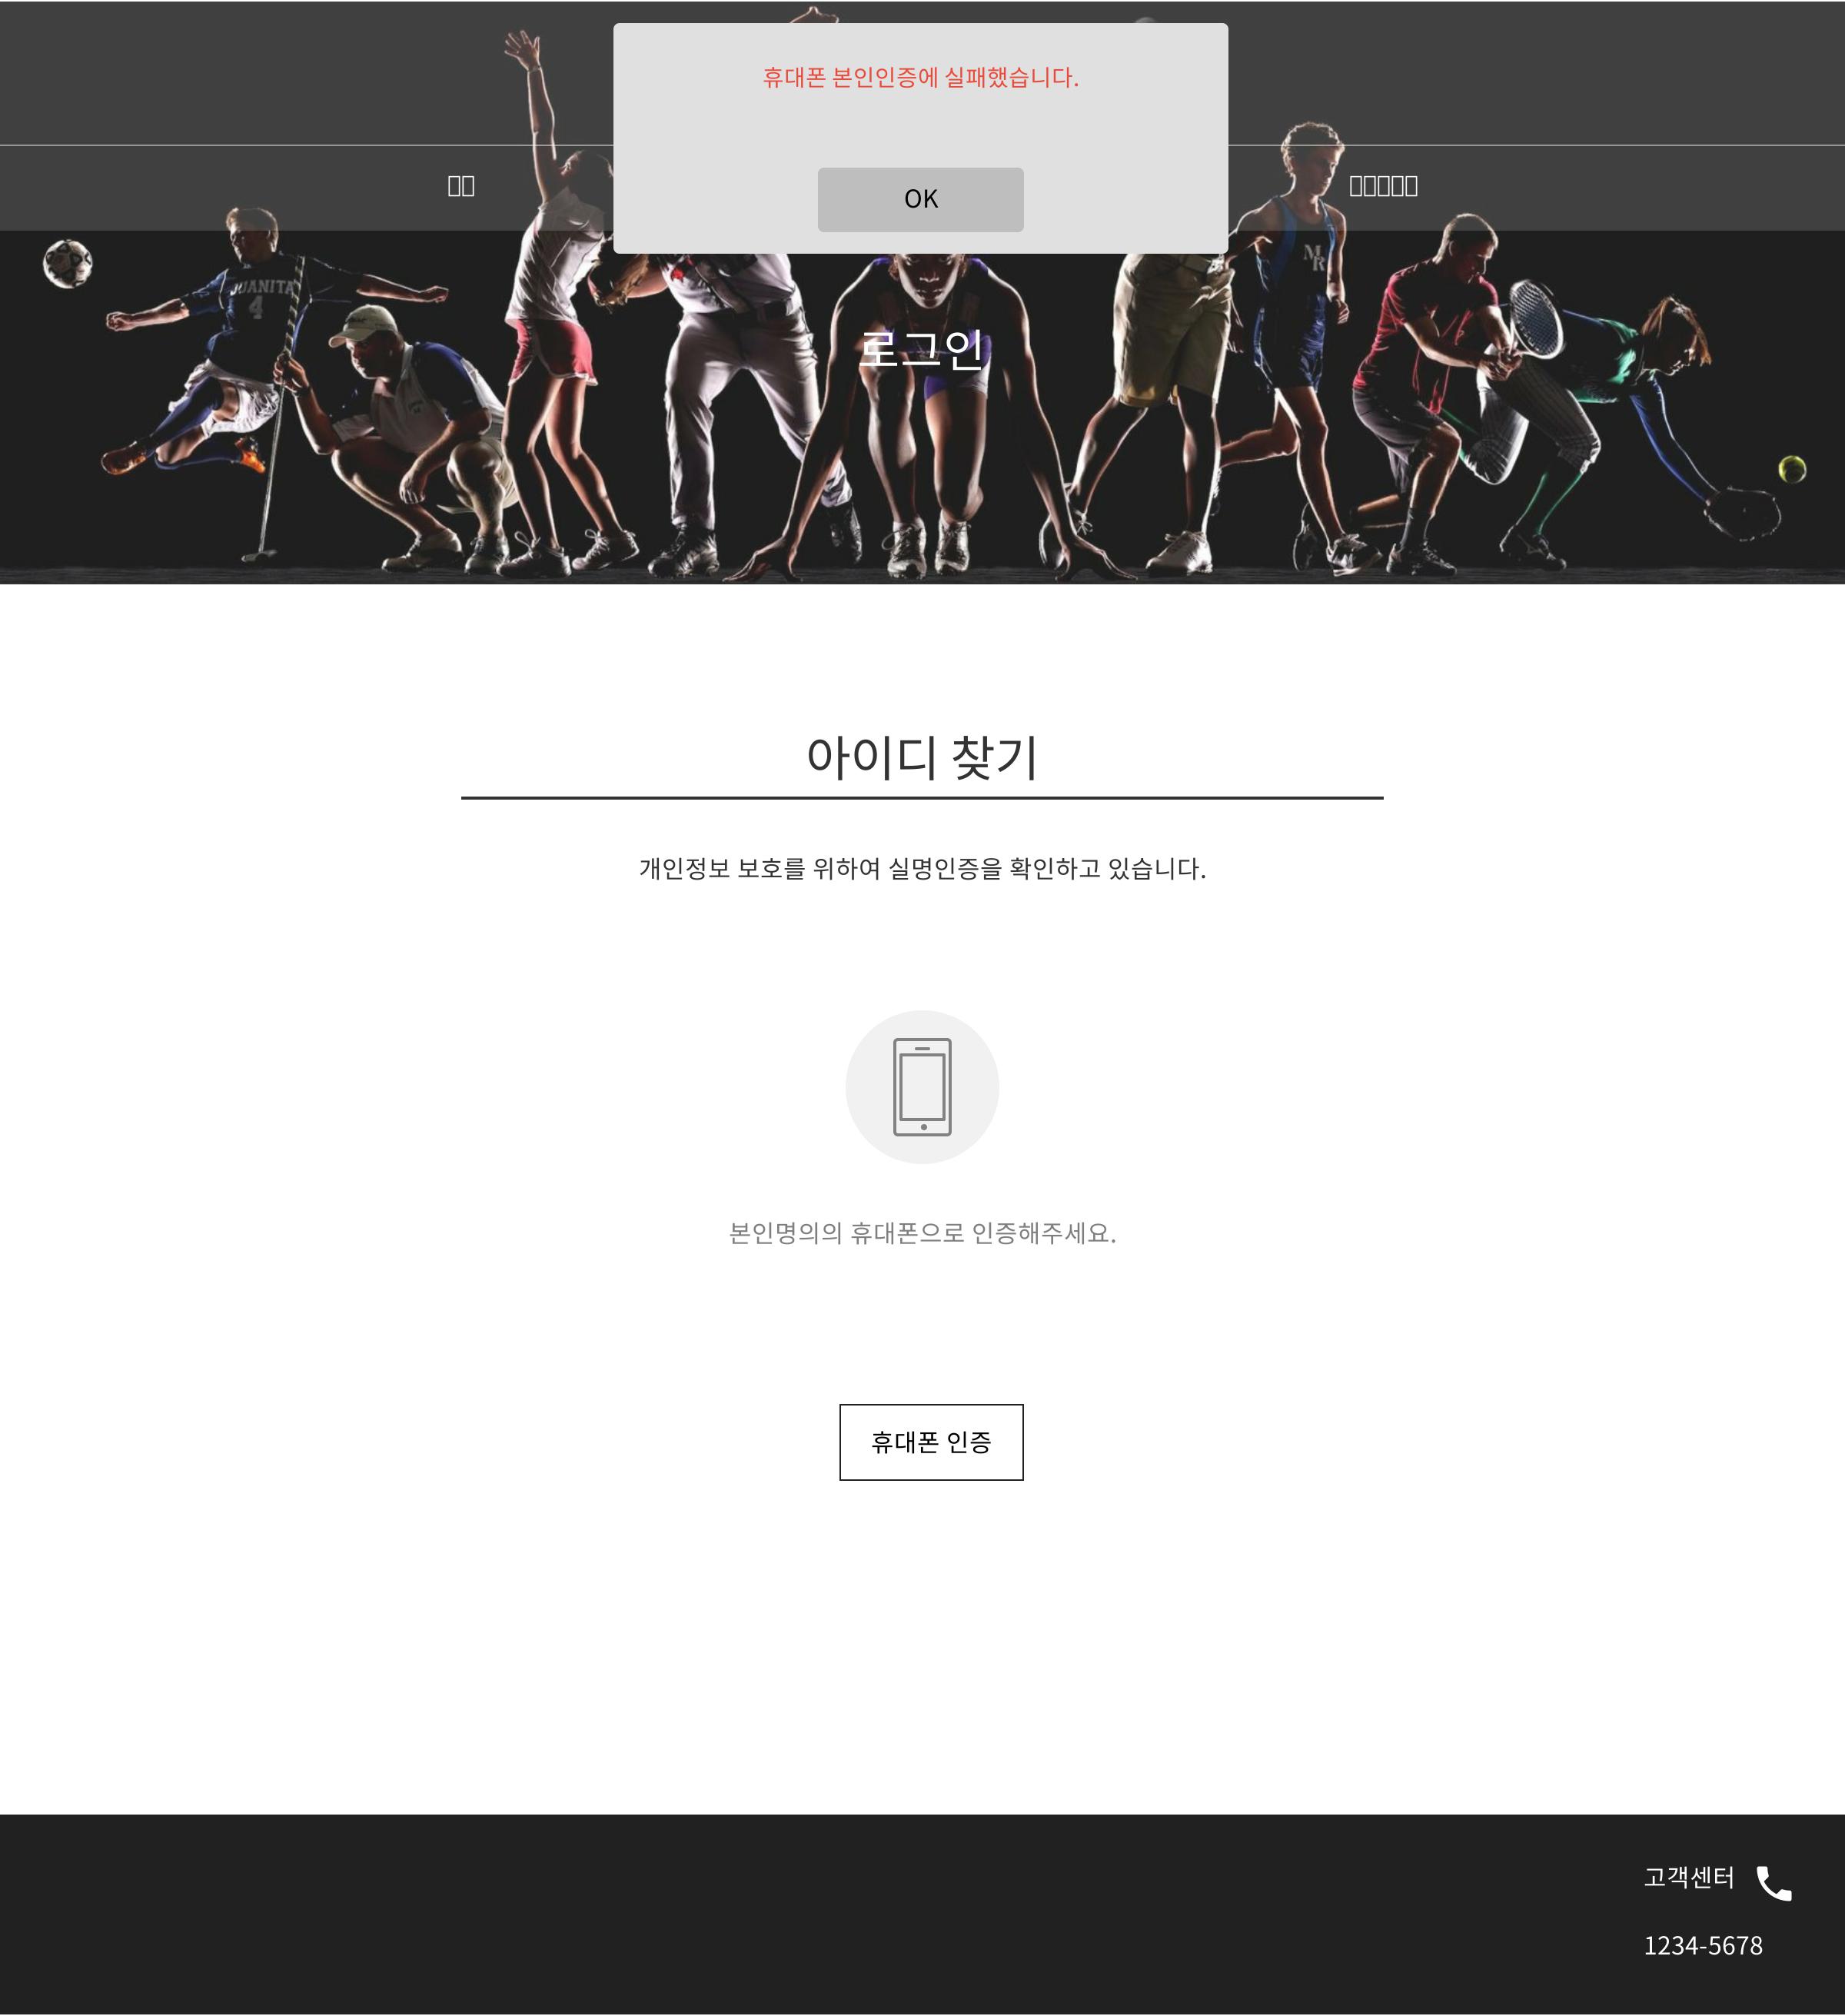 휴대폰 본인인증에 실패했습니다.
OK
JUANITA
4
M
R
로그인
아이디 찾기
개인정보 보호를 위하여 실명인증을 확인하고 있습니다.
본인명의의 휴대폰으로 인증해주세요.
휴대폰 인증
고객센터
1234-5678